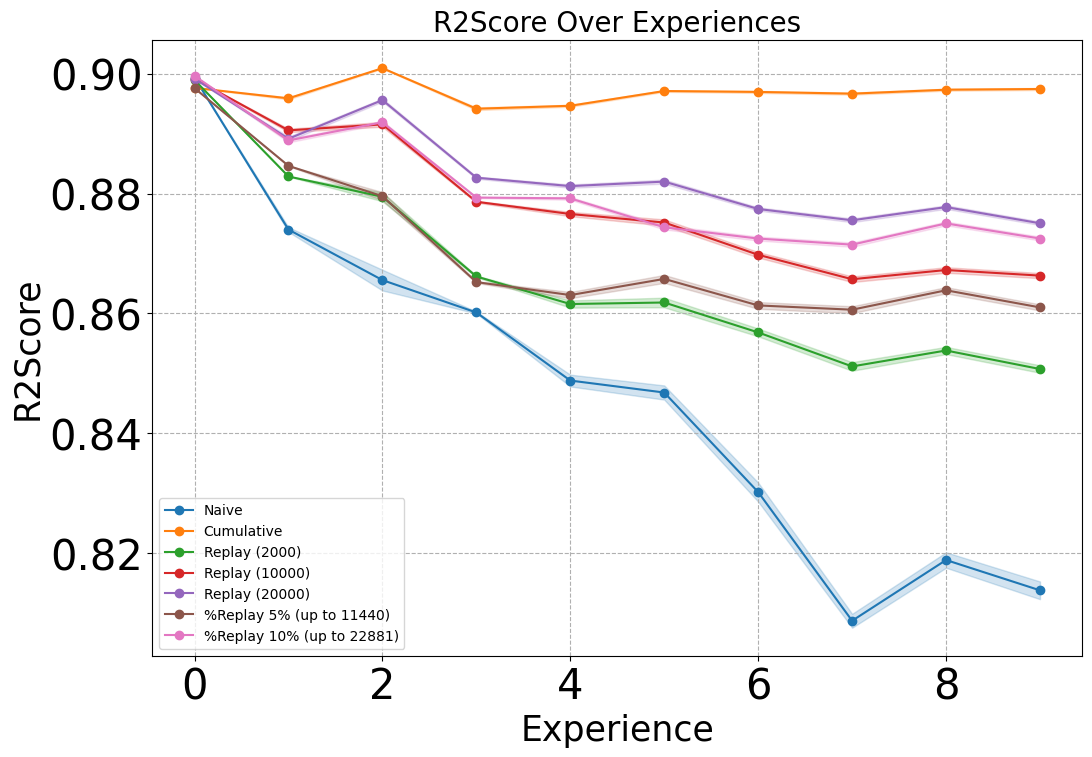 R2Score Over Experiences
R2Score
0.90
0.88
0.86
0.84
0.82
Naive
Cumulative
Replay (2000)
Replay (10000)
Replay (20000)
%Replay 5% (up to 11440)
%Replay 10% (up to 22881)
0 2 4 6 8
Experience